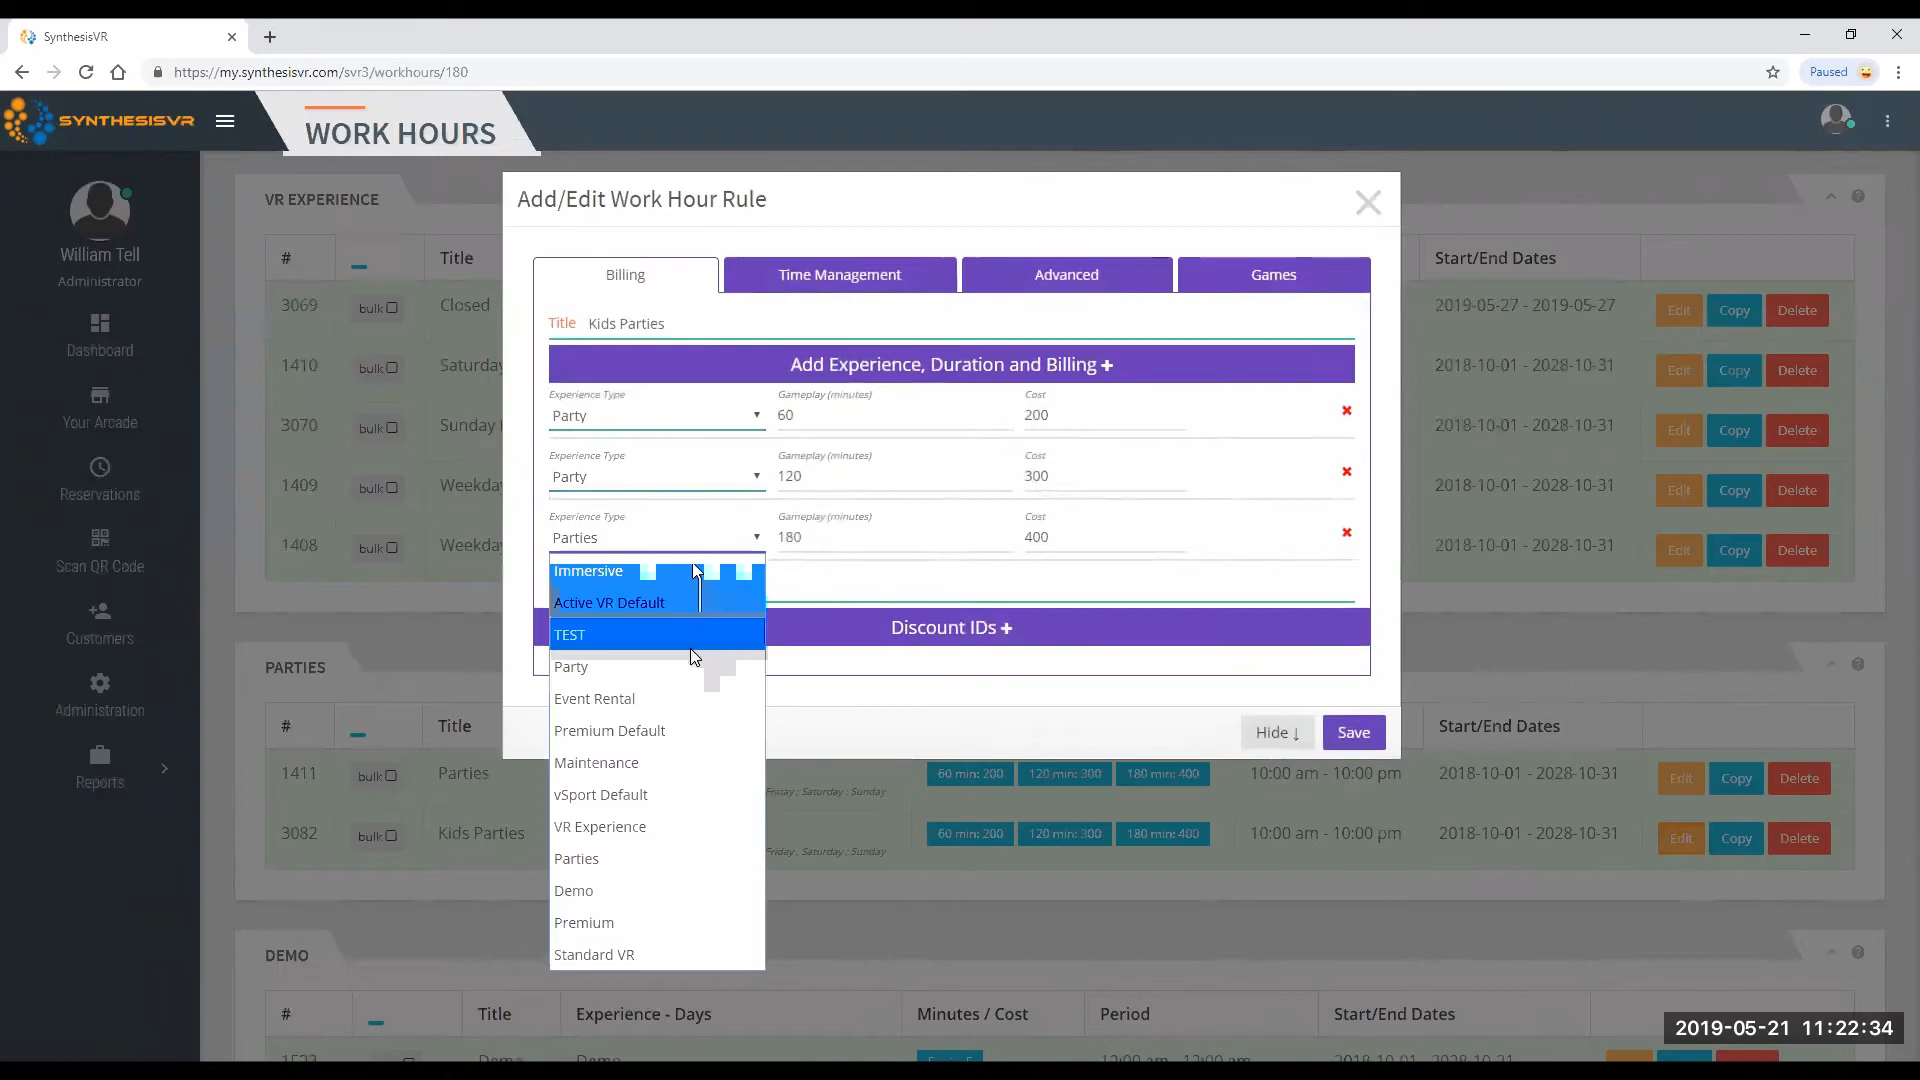 SynthesisVR
https://my.synthesisvr.com/svr3/workhours/180
Paused
SYNTHESISVR
WORK HOURS
William Tell
Administrator
Dashboard
Your Arcade
Reservations
Scan QR Code
Customers
Administration
Reports
VR EXPERIENCE
# Title Start/End Dates
3069 bulk Closed 2019-05-27 - 2019-05-27 Edit Copy Delete
1410 bulk Saturday 2018-10-01 - 2028-10-31 Edit Copy Delete
3070 bulk Sunday 2018-10-01 - 2028-10-31 Edit Copy Delete
1409 bulk 2018-10-01 - 2028-10-31 Edit Copy Delete
1408 bulk 2018-10-01 - 2028-10-31 Edit Copy Delete
Add/Edit Work Hour Rule
Billing Time Management Advanced Games
Title Kids Parties
Add Experience, Duration and Billing +
Experience Type Gameplay (minutes) Cost
Party 60 200
Experience Type Gameplay (minutes) Cost
Party 120 300
Experience Type Gameplay (minutes) Cost
Parties 180 400
Immersive
Active VR Default
TEST
Party
Event Rental
Premium Default
Maintenance
vSport Default
VR Experience
Parties
Demo
Premium
Standard VR
Discount IDs +
Hide ↓ Save
PARTIES
# Title Start/End Dates
1411 bulk Parties 60 min: 200 120 min: 300 180 min: 400 10:00 am - 10:00 pm 2018-10-01 - 2028-10-31 Edit Copy Delete
Friday ; Saturday ; Sunday
3082 bulk Kids Parties 60 min: 200 120 min: 300 180 min: 400 10:00 am - 10:00 pm 2018-10-01 - 2028-10-31 Edit Copy Delete
Friday ; Saturday ; Sunday
DEMO
# Title Experience - Days Minutes / Cost Period Start/End Dates
2019-05-21 11:22:34